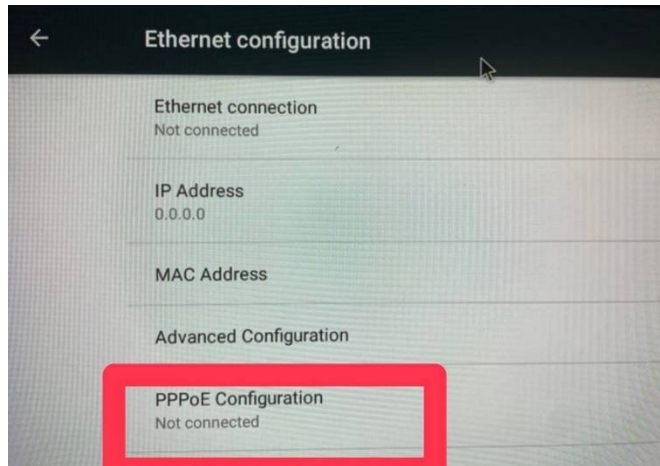 Ethernet configuration
Ethernet connection
Not connected
IP Address
0.0.0.0
MAC Address
Advanced Configuration
PPPoE Configuration
Not connected